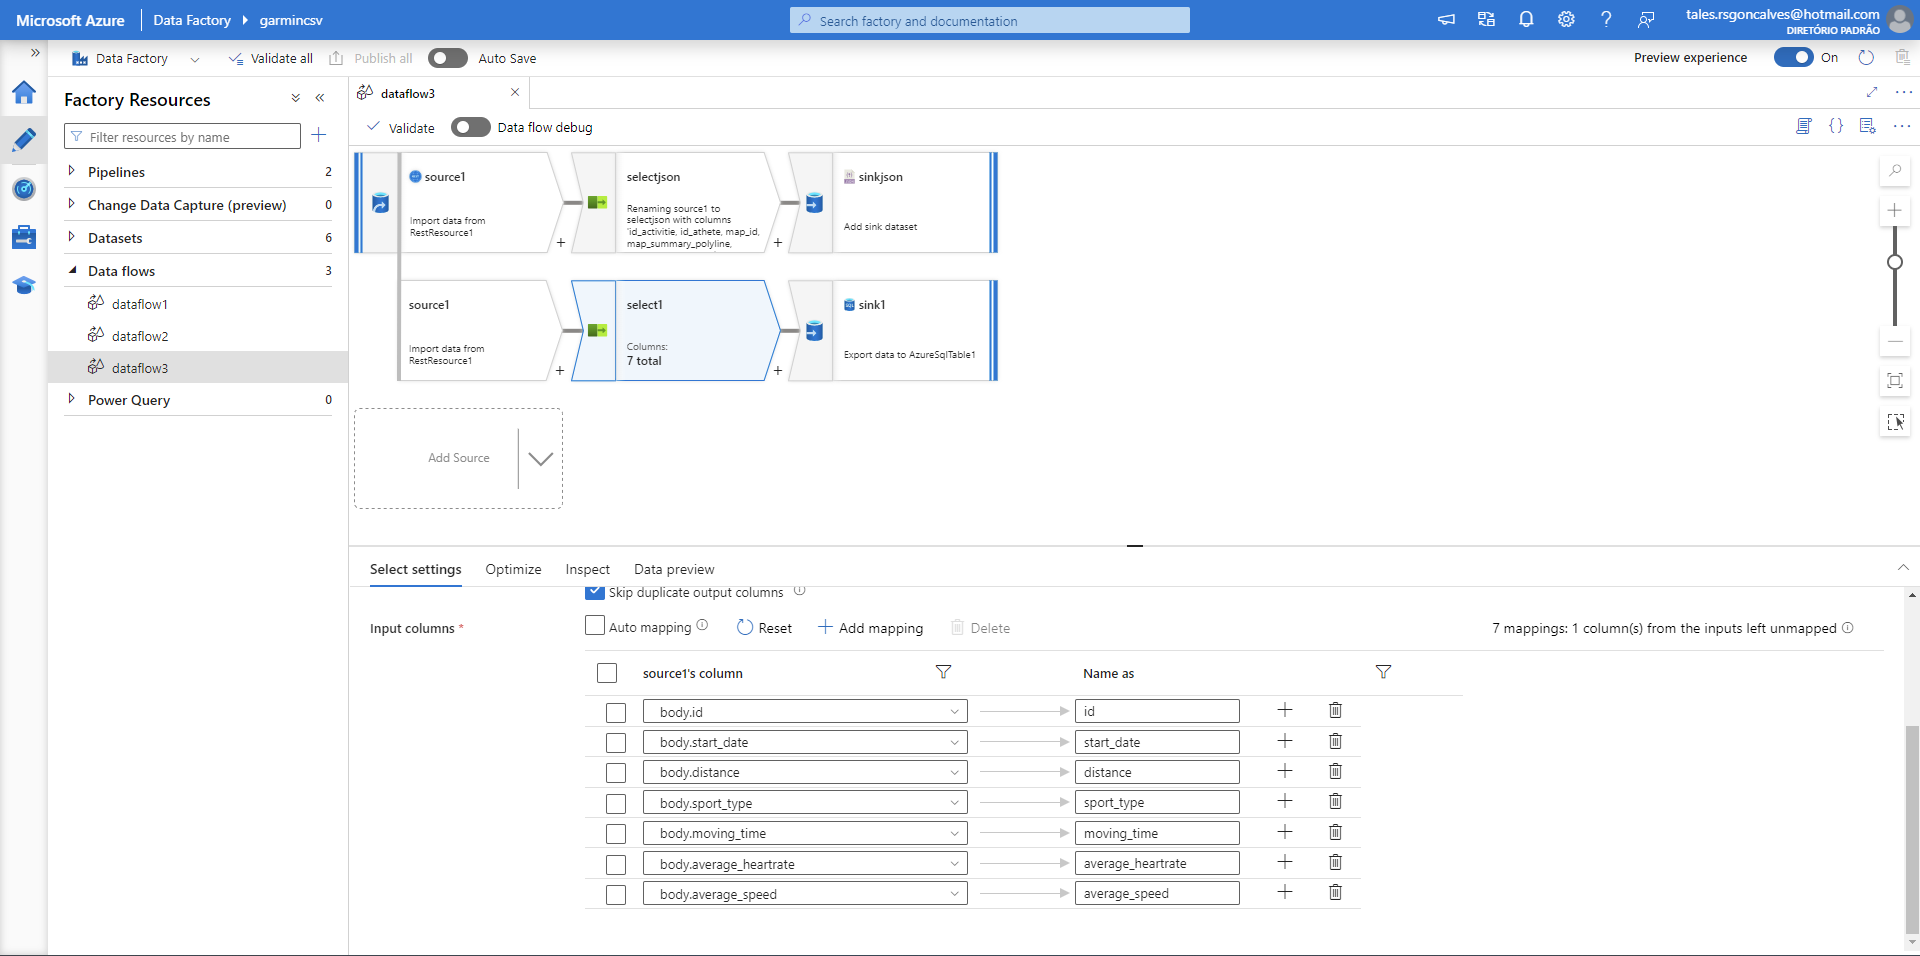 Microsoft Azure
Data Factory
garmincsv
Search factory and documentation
tales.rsgoncalves@hotmail.com
DIRETÓRIO PADRÃO
Data Factory
Validate all
Publish all
Auto Save
Preview experience
On
Factory Resources
Filter resources by name
Pipelines 2
Change Data Capture (preview) 0
Datasets 6
Data flows 3
dataflow1
dataflow2
dataflow3
Power Query 0
dataflow3
Validate
Data flow debug
source1
Import data from
RestResource1
selectjson
Renaming source1 to
selectjson with columns
'id_activitie, id_athete, map_id,
map_summary_polyline,
sinkjson
Add sink dataset
source1
Import data from
RestResource1
select1
Columns:
7 total
SQL
sink1
Export data to AzureSqlTable1
Add Source
Select settings
Optimize
Inspect
Data preview
Skip duplicate output columns
Input columns *
Auto mapping
Reset
Add mapping
Delete
7 mappings: 1 column(s) from the inputs left unmapped
source1's column
Name as
body.id id
body.start_date start_date
body.distance distance
body.sport_type sport_type
body.moving_time moving_time
body.average_heartrate average_heartrate
body.average_speed average_speed